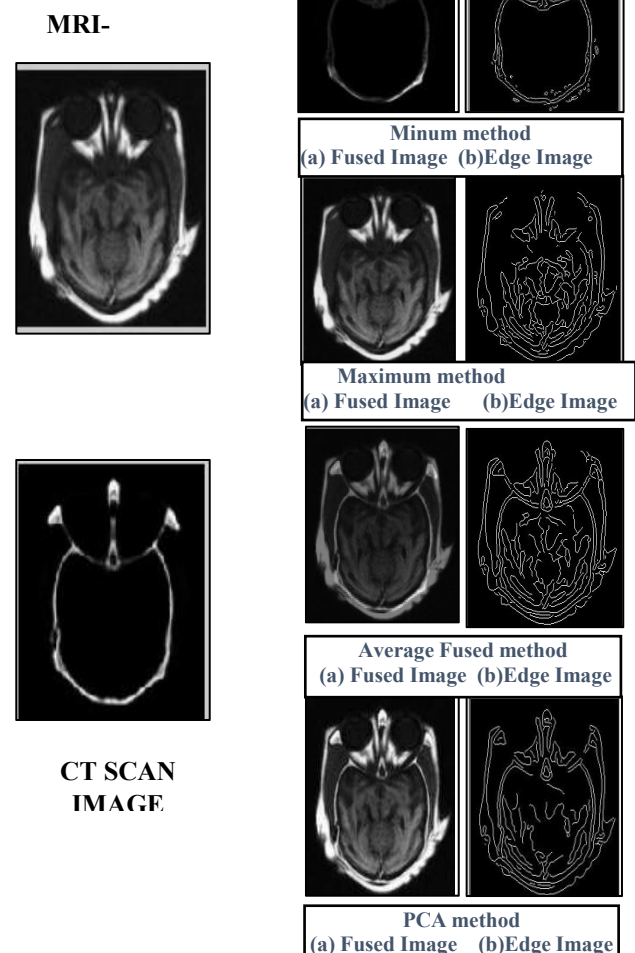 MRI-
CT SCAN
IMAGE
Minum method
(a) Fused Image (b)Edge Image
Maximum method
(a) Fused Image (b)Edge Image
Average Fused method
(a) Fused Image (b)Edge Image
PCA method
(a) Fused Image (b)Edge Image